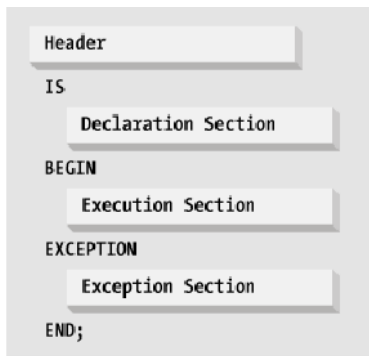 Header
IS
Declaration Section
BEGIN
Execution Section
EXCEPTION
Exception Section
END;